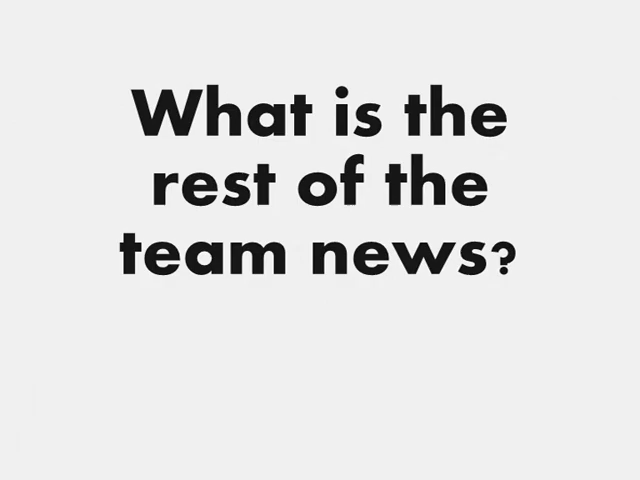 What is the
rest of the
team news?